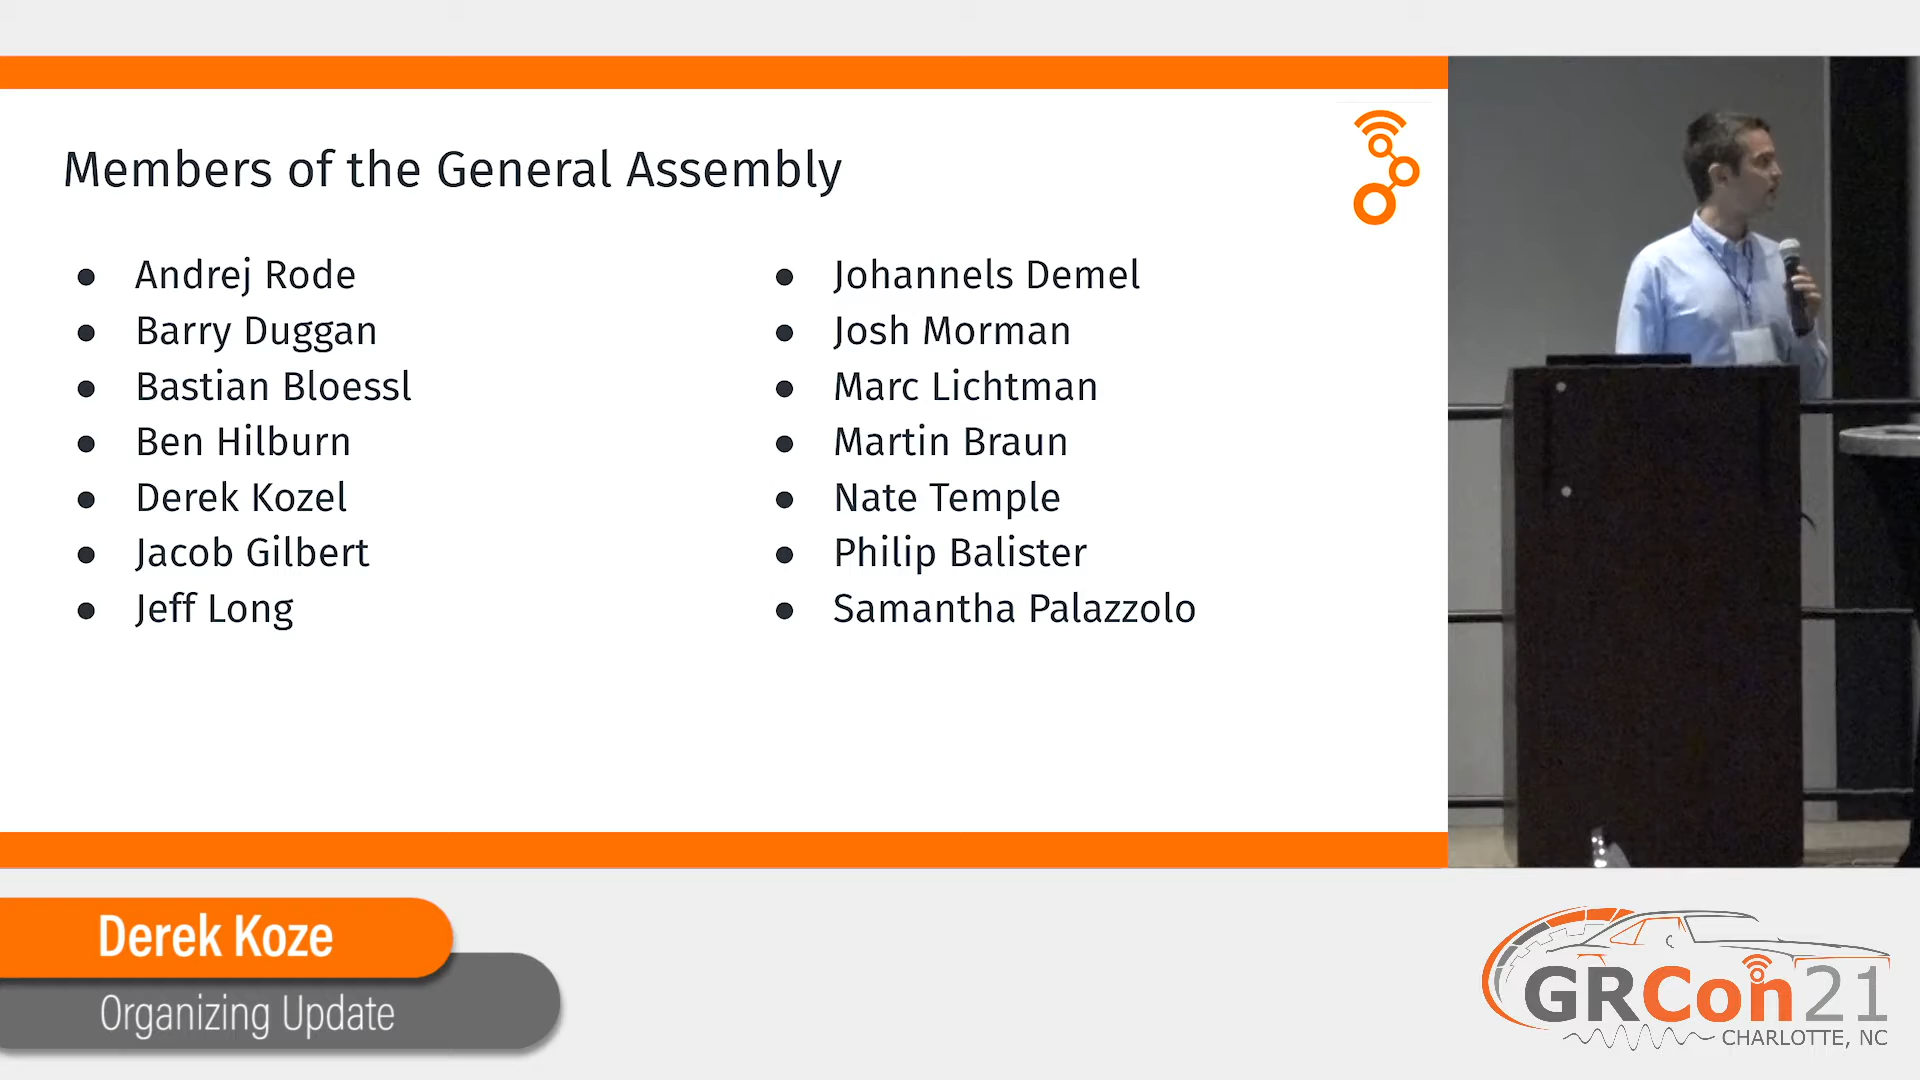 Members of the General Assembly
Andrej Rode
Barry Duggan
Bastian Bloessl
Ben Hilburn
Derek Kozel
Jacob Gilbert
Jeff Long
Johannels Demel
Josh Morman
Marc Lichtman
Martin Braun
Nate Temple
Philip Balister
Samantha Palazzolo
Derek Koze
Organizing Update
GRCon21
CHARLOTTE, NC